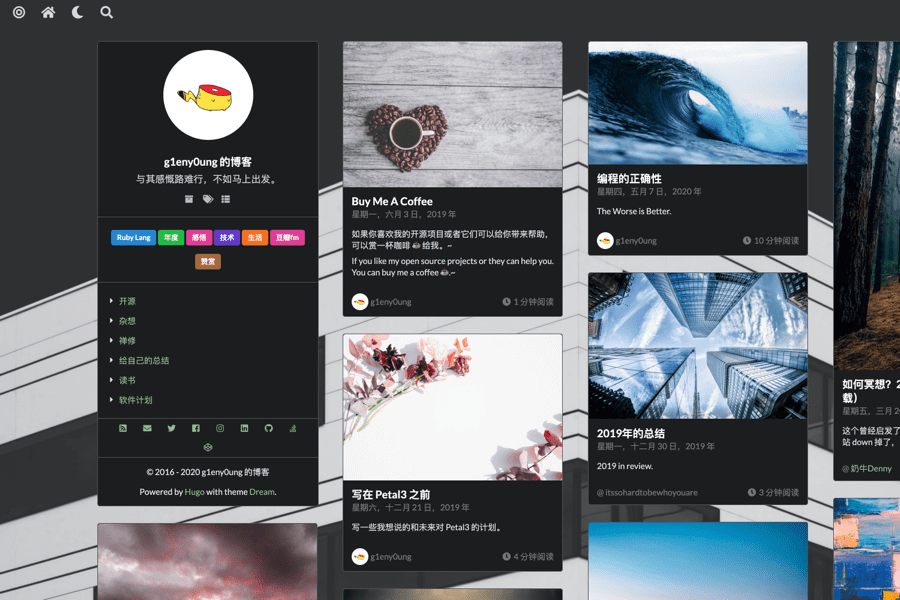 g1eny0ung 的博客
与其感慨路难行，不如马上出发。
Ruby Lang 年度 感悟 技术 生活 豆瓣fm
赞赏
开源
杂想
禅修
给自己的总结
读书
软件计划
© 2016 - 2020 g1eny0ung 的博客
Powered by Hugo with theme Dream.
Buy Me A Coffee
星期一，六月 3 日，2019 年
如果你喜欢我的开源项目或者它们可以给你带来帮助，
可以赏一杯咖啡 ☕ 给我。~
If you like my open source projects or they can help you.
You can buy me a coffee ☕.~
g1eny0ung 1 分钟阅读
写在 Petal3 之前
星期六，十二月 21 日，2019 年
写一些我想说的和未来对 Petal3 的计划。
g1eny0ung 4 分钟阅读
编程的正确性
星期四，五月 7 日，2020 年
The Worse is Better.
g1eny0ung 10 分钟阅读
2019年的总结
星期一，十二月 30 日，2019 年
2019 in review.
@ itssohardtobewhoyouare 3 分钟阅读
如何冥想？2
载）
星期五，三月 2
这个曾经启发了
站 down 掉了，
@ 奶牛Denny